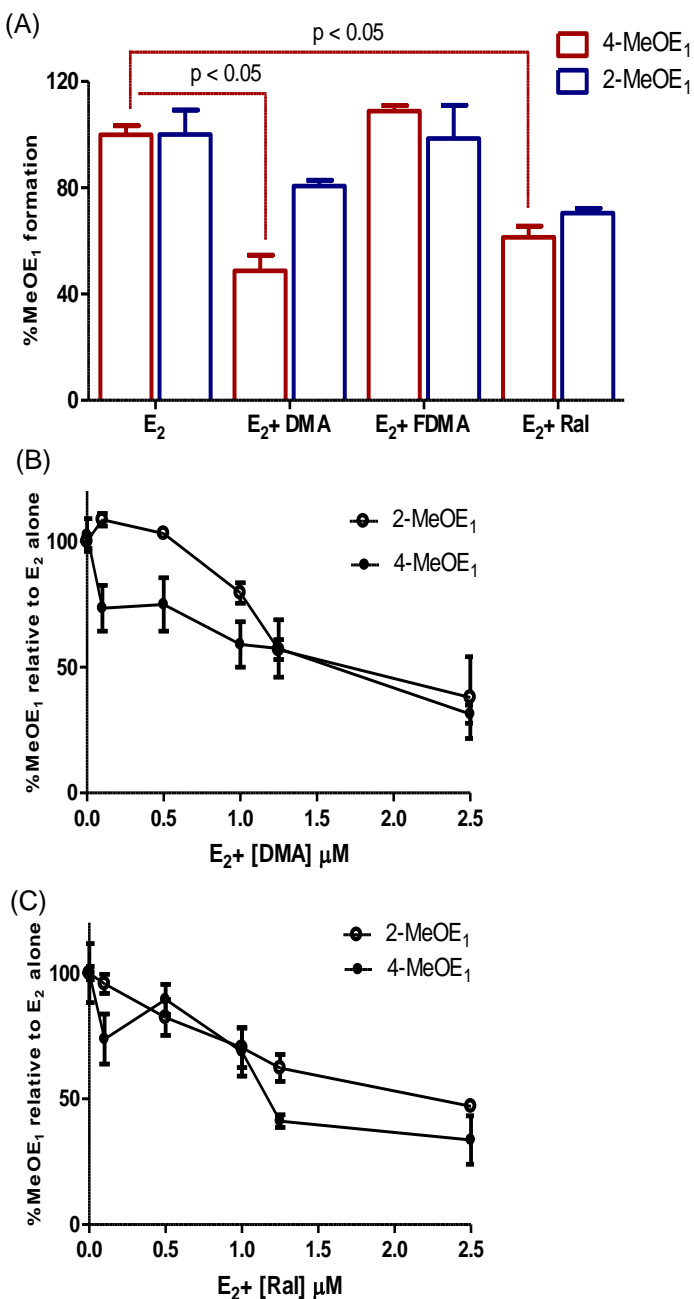 (A)
p < 0.05
4-MeOE₁
2-MeOE₁
p < 0.05
120
80
40
0
%MeOE₁ formation
E₂ E₂+ DMA E₂+ FDMA E₂+ Ral
(B)
2-MeOE₁
4-MeOE₁
100
50
0
%MeOE₁ relative to E₂ alone
0.0 0.5 1.0 1.5 2.0 2.5
E₂+ [DMA] µM
(C)
2-MeOE₁
4-MeOE₁
100
50
0
%MeOE₁ relative to E₂ alone
0.0 0.5 1.0 1.5 2.0 2.5
E₂+ [Ral] µM